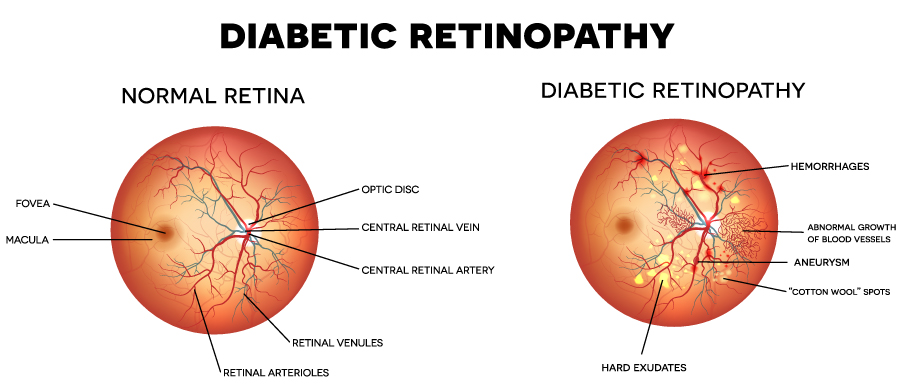 DIABETIC RETINOPATHY
NORMAL RETINA
FOVEA
MACULA
OPTIC DISC
CENTRAL RETINAL VEIN
CENTRAL RETINAL ARTERY
RETINAL VENULES
RETINAL ARTERIOLES
DIABETIC RETINOPATHY
HEMORRHAGES
ABNORMAL GROWTH
OF BLOOD VESSELS
ANEURYSM
"COTTON WOOL" SPOTS
HARD EXUDATES